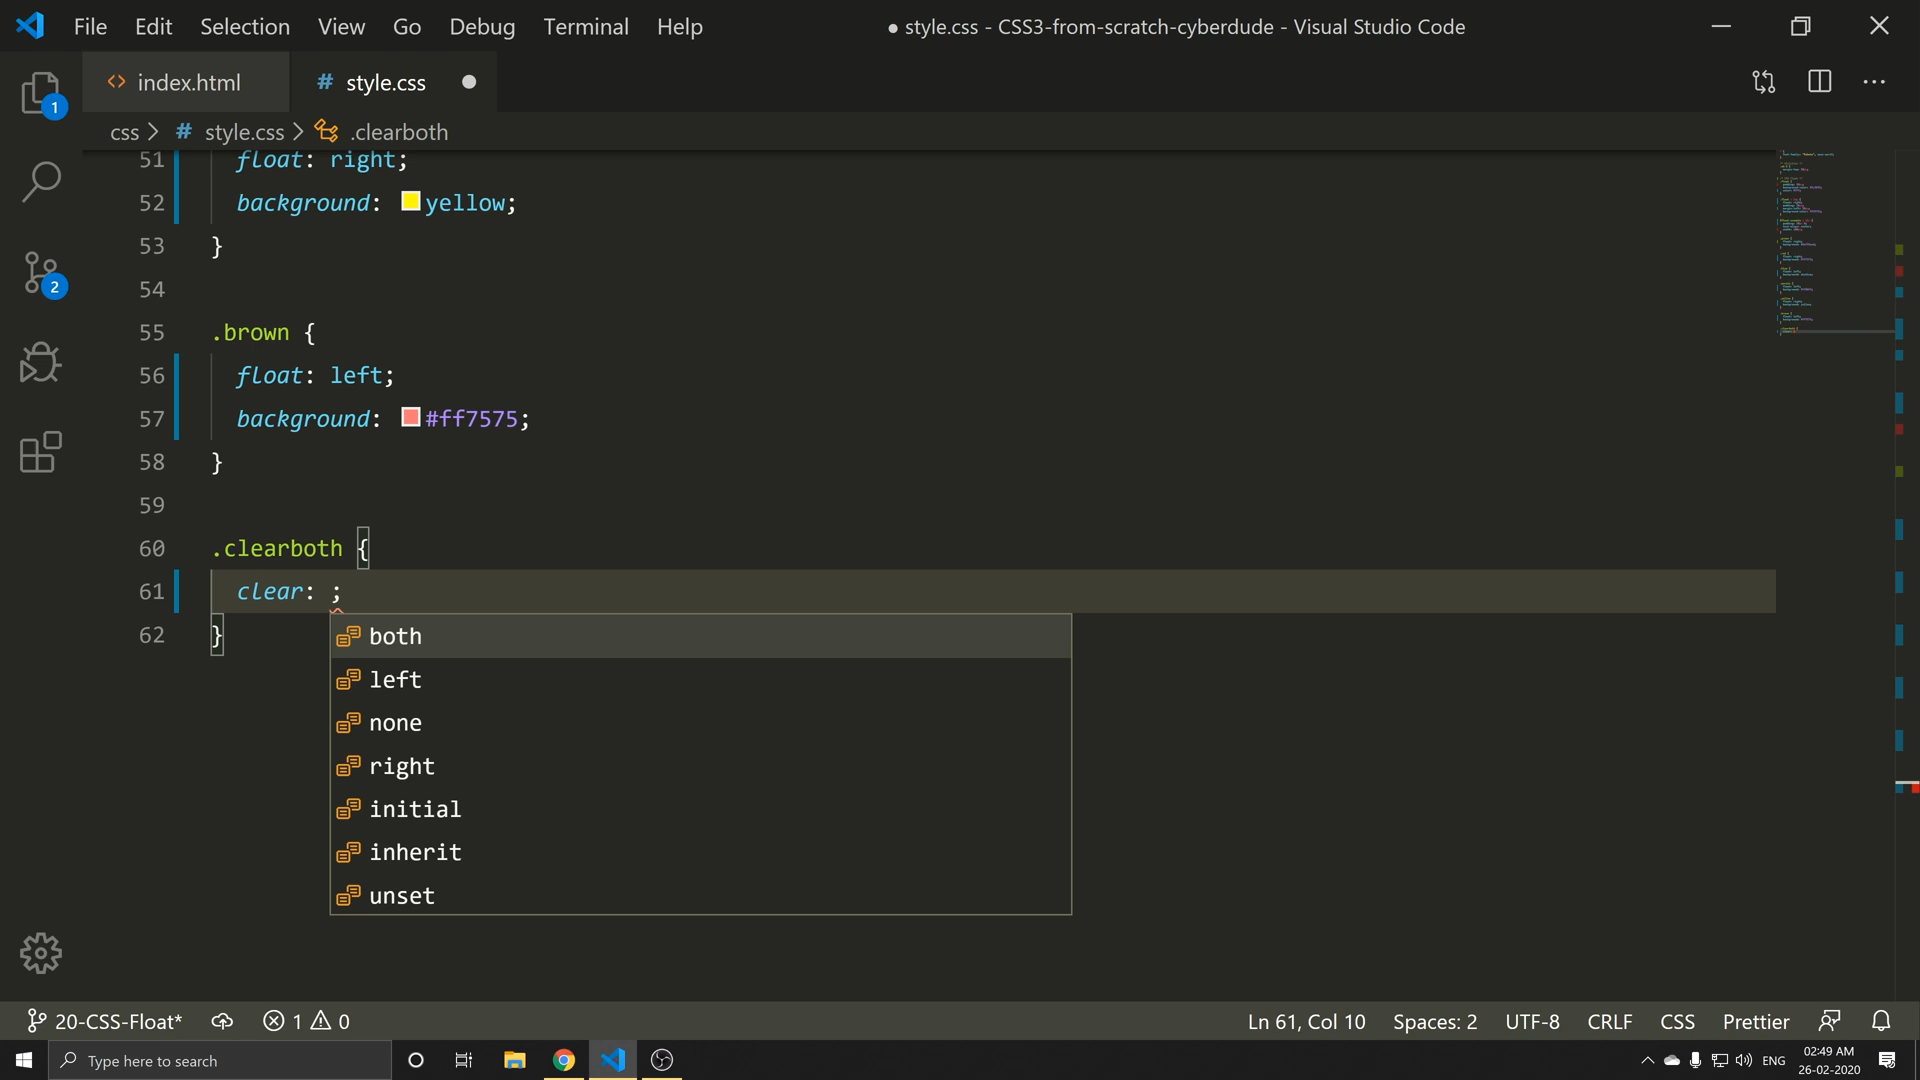 File Edit Selection View Go Debug Terminal Help
● style.css - CSS3-from-scratch-cyberdude - Visual Studio Code
index.html
# style.css ●
css > # style.css > .clearboth
51 float: right;
52 background: yellow;
53 }
54
55 .brown {
56 float: left;
57 background: #ff7575;
58 }
59
60 .clearboth {
61 clear: ;
62 }
both
left
none
right
initial
inherit
unset
1
2
20-CSS-Float* 1 0
Ln 61, Col 10 Spaces: 2 UTF-8 CRLF CSS Prettier
Type here to search
ENG
02:49 AM
26-02-2020